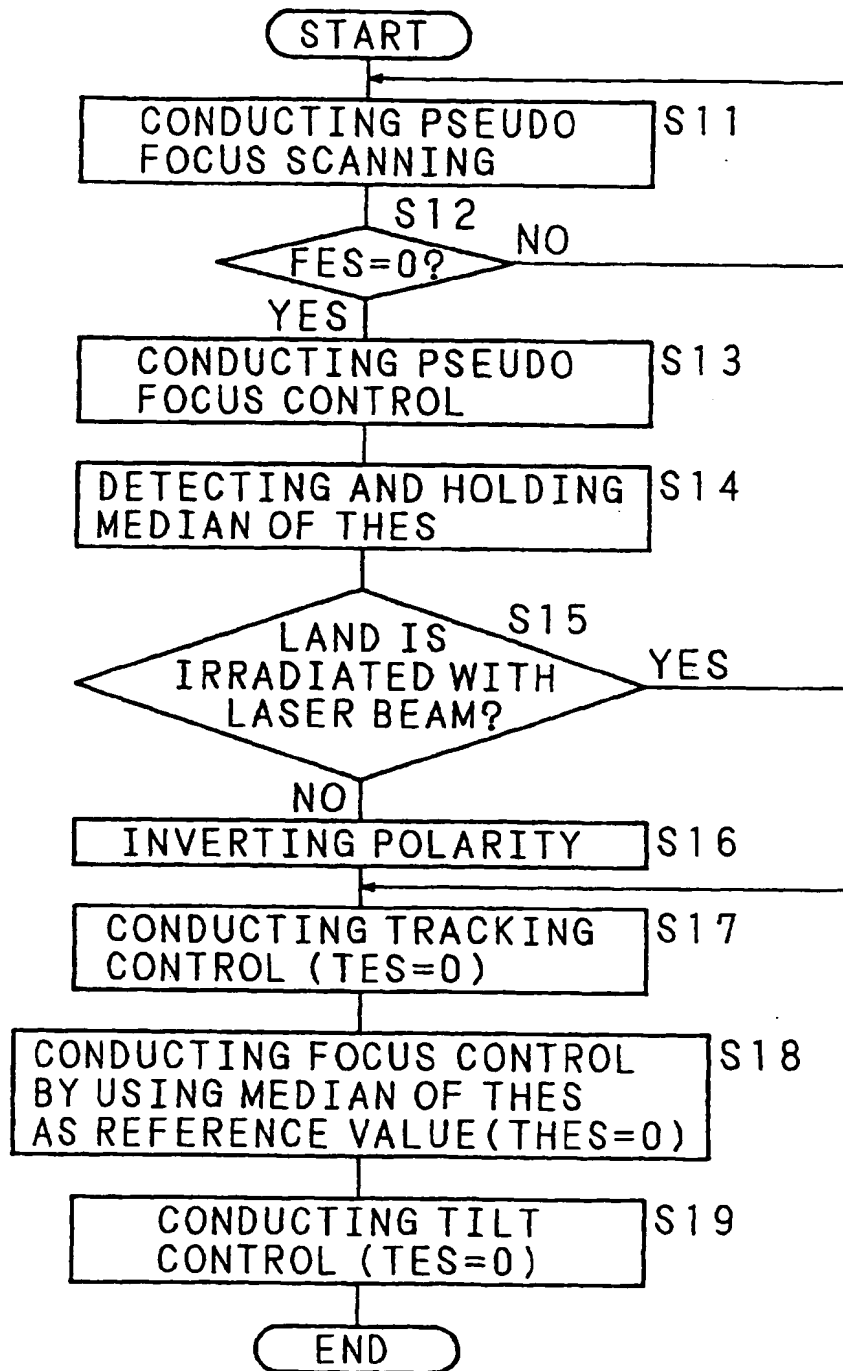 START
CONDUCTING PSEUDO
FOCUS SCANNING
S11
S12
FES=0?
NO
YES
CONDUCTING PSEUDO
FOCUS CONTROL
S13
DETECTING AND HOLDING
MEDIAN OF THES
S14
S15
LAND IS
IRRADIATED WITH
LASER BEAM?
YES
NO
INVERTING POLARITY
S16
CONDUCTING TRACKING
CONTROL (TES=0)
S17
CONDUCTING FOCUS CONTROL
BY USING MEDIAN OF THES
AS REFERENCE VALUE(THES=0)
S18
CONDUCTING TILT
CONTROL (TES=0)
S19
END